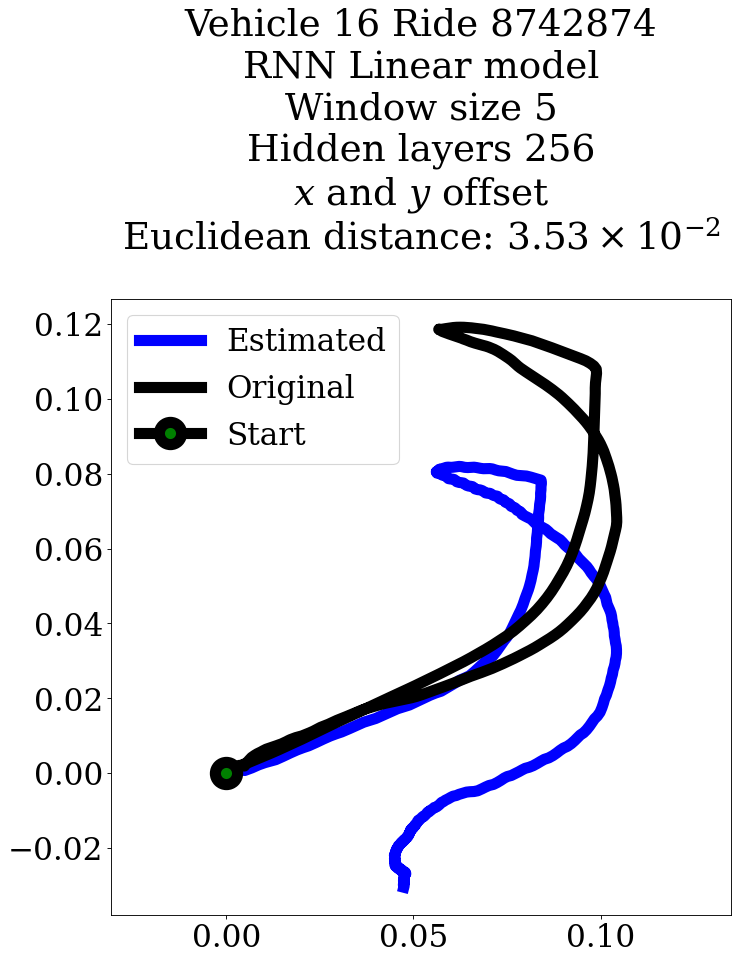 Vehicle 16 Ride 8742874
RNN Linear model
Window size 5
Hidden layers 256
x and y offset
Euclidean distance: 3.53 × 10⁻²
Estimated
Original
Start
0.12
0.10
0.08
0.06
0.04
0.02
0.00
−0.02
0.00 0.05 0.10